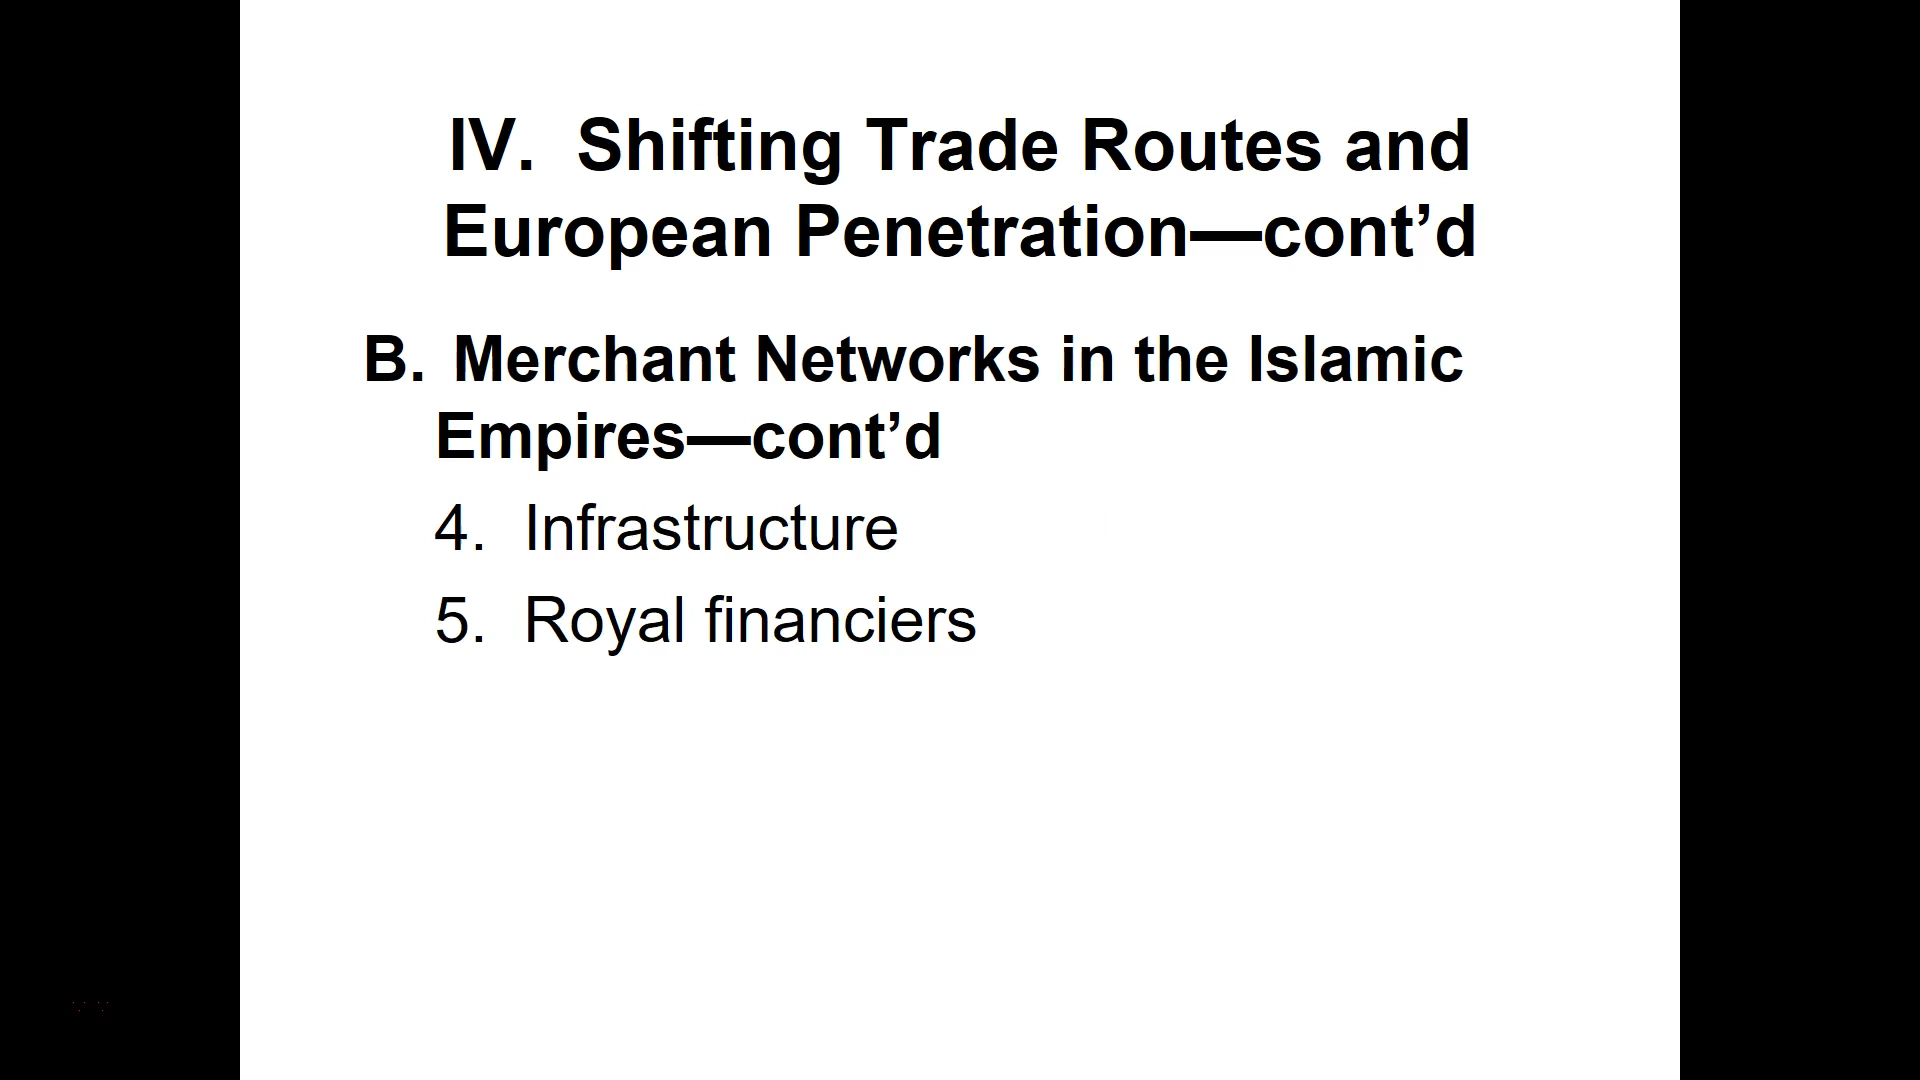 IV. Shifting Trade Routes and
European Penetration—cont’d
B. Merchant Networks in the Islamic
Empires—cont’d
4. Infrastructure
5. Royal financiers